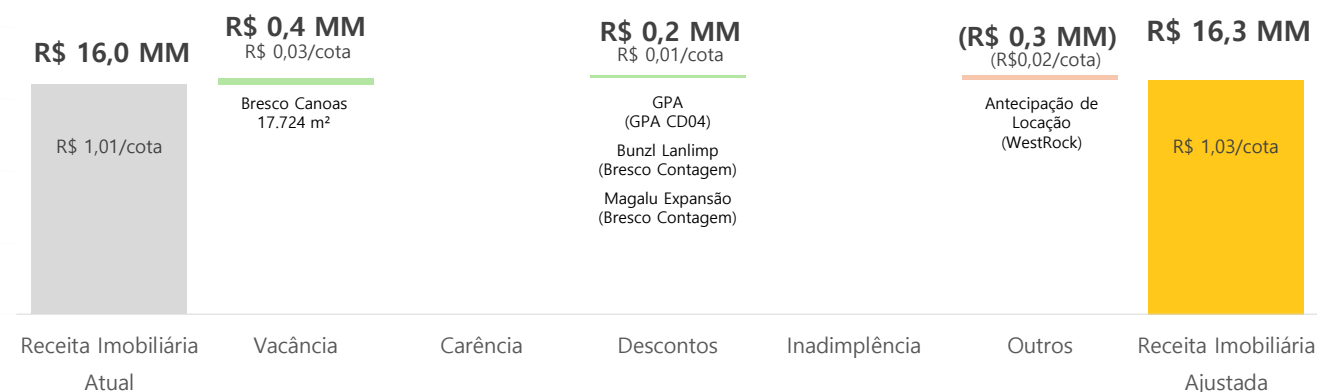 R$ 16,0 MM
R$ 1,01/cota
Receita Imobiliária
Atual
R$ 0,4 MM
R$ 0,03/cota
Bresco Canoas
17.724 m²
Vacância
Carência
R$ 0,2 MM
R$ 0,01/cota
GPA
(GPA CD04)
Bunzl Lanlimp
(Bresco Contagem)
Magalu Expansão
(Bresco Contagem)
Descontos
Inadimplência
(R$ 0,3 MM)
(R$0,02/cota)
Antecipação de
Locação
(WestRock)
Outros
R$ 16,3 MM
R$ 1,03/cota
Receita Imobiliária
Ajustada